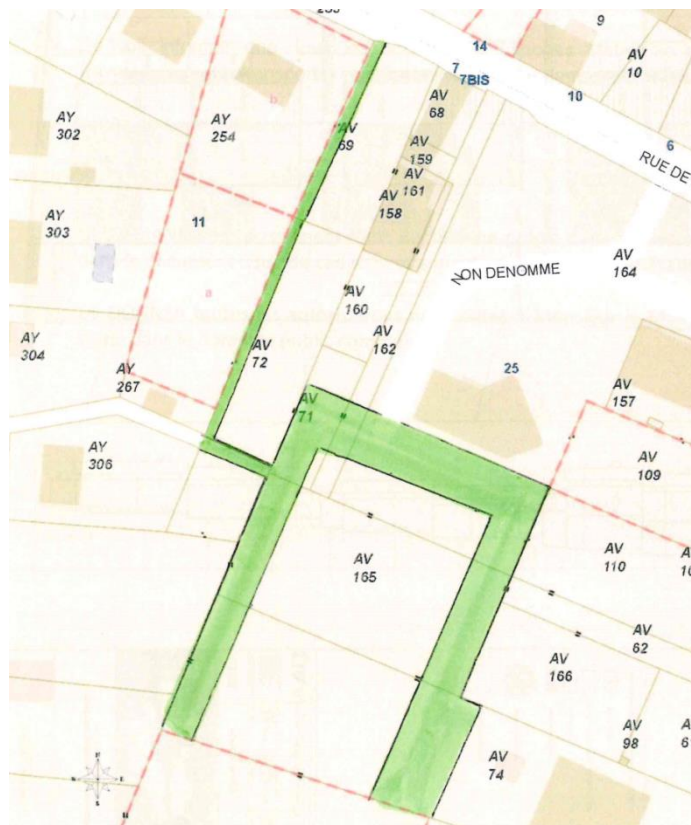 14
9
AV
10
7
7BIS
10
6
RUE DE
AV
68
AV
69
AY
302
AY
254
b
AV
159
AV
161
AV
158
AY
303
11
a
AV
164
NON DENOMME
AV
160
AV
162
AY
304
AV
72
AY
267
25
AV
157
AV
71
AV
109
AY
306
AV
165
AV
110
AV
62
AV
166
AV
98
AV
74